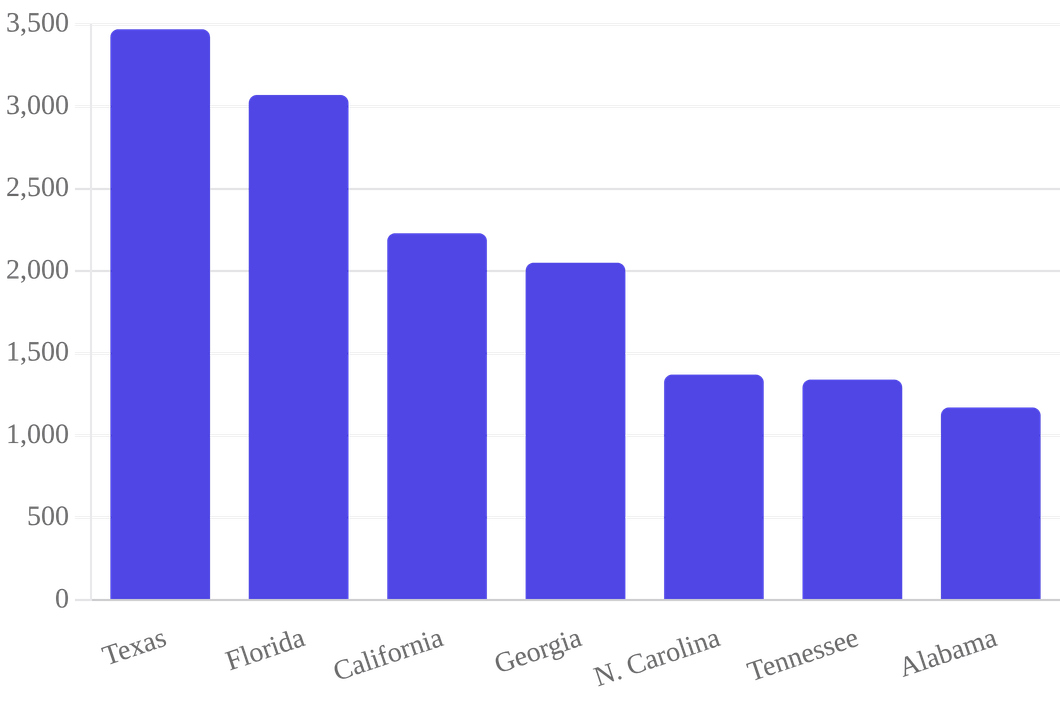 3,500
3,000
2,500
2,000
1,500
1,000
500
0
Texas
Florida
California
Georgia
N. Carolina
Tennessee
Alabama